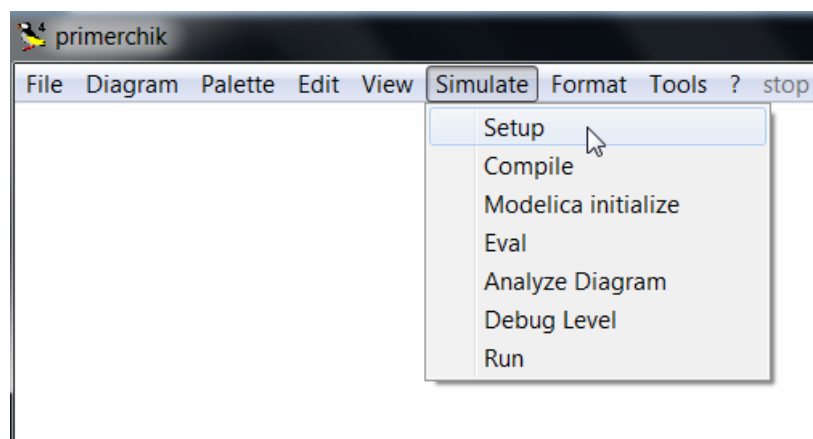 primerchik
File Diagram Palette Edit View Simulate Format Tools ? stop
Setup
Compile
Modelica initialize
Eval
Analyze Diagram
Debug Level
Run